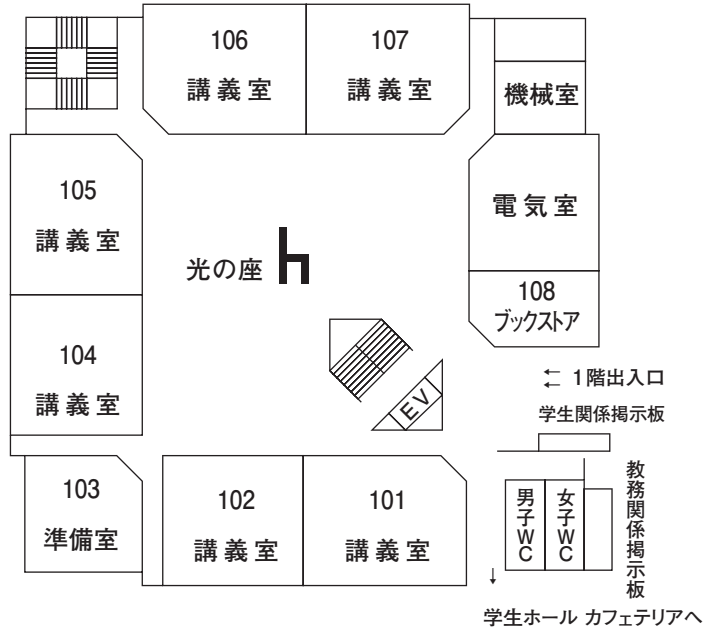 106
講義室
107
講義室
機械室
105
講義室
電気室
光の座
108
ブックストア
104
講義室
EV
1階出入口
学生関係掲示板
103
準備室
102
講義室
101
講義室
男子WC
女子WC
教務関係掲示板
学生ホール カフェテリアへ